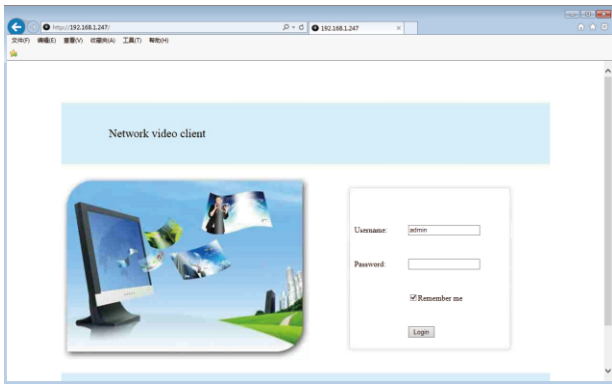 http://192.168.1.247/
192.168.1.247
文件(F) 编辑(E) 查看(V) 收藏夹(A) 工具(T) 帮助(H)
Network video client
Username: admin
Password:
Remember me
Login